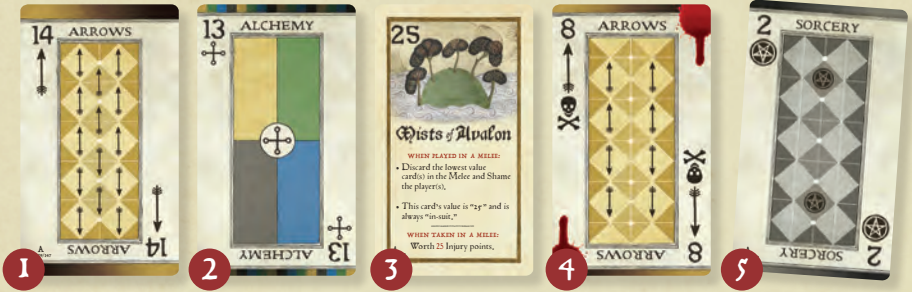 14 ARROWS
ARROWS 14
1
13 ALCHEMY
ALCHEMY 13
2
25
Mists of Avalon
WHEN PLAYED IN A MELEE:
• Discard the lowest value
card(s) in the Melee and Shame
the player(s).
• This card's value is "25" and is
always "in-suit."
WHEN TAKEN IN A MELEE:
Worth 25 Injury points.
3
8 ARROWS
ARROWS 8
4
2 SORCERY
SORCERY 2
5